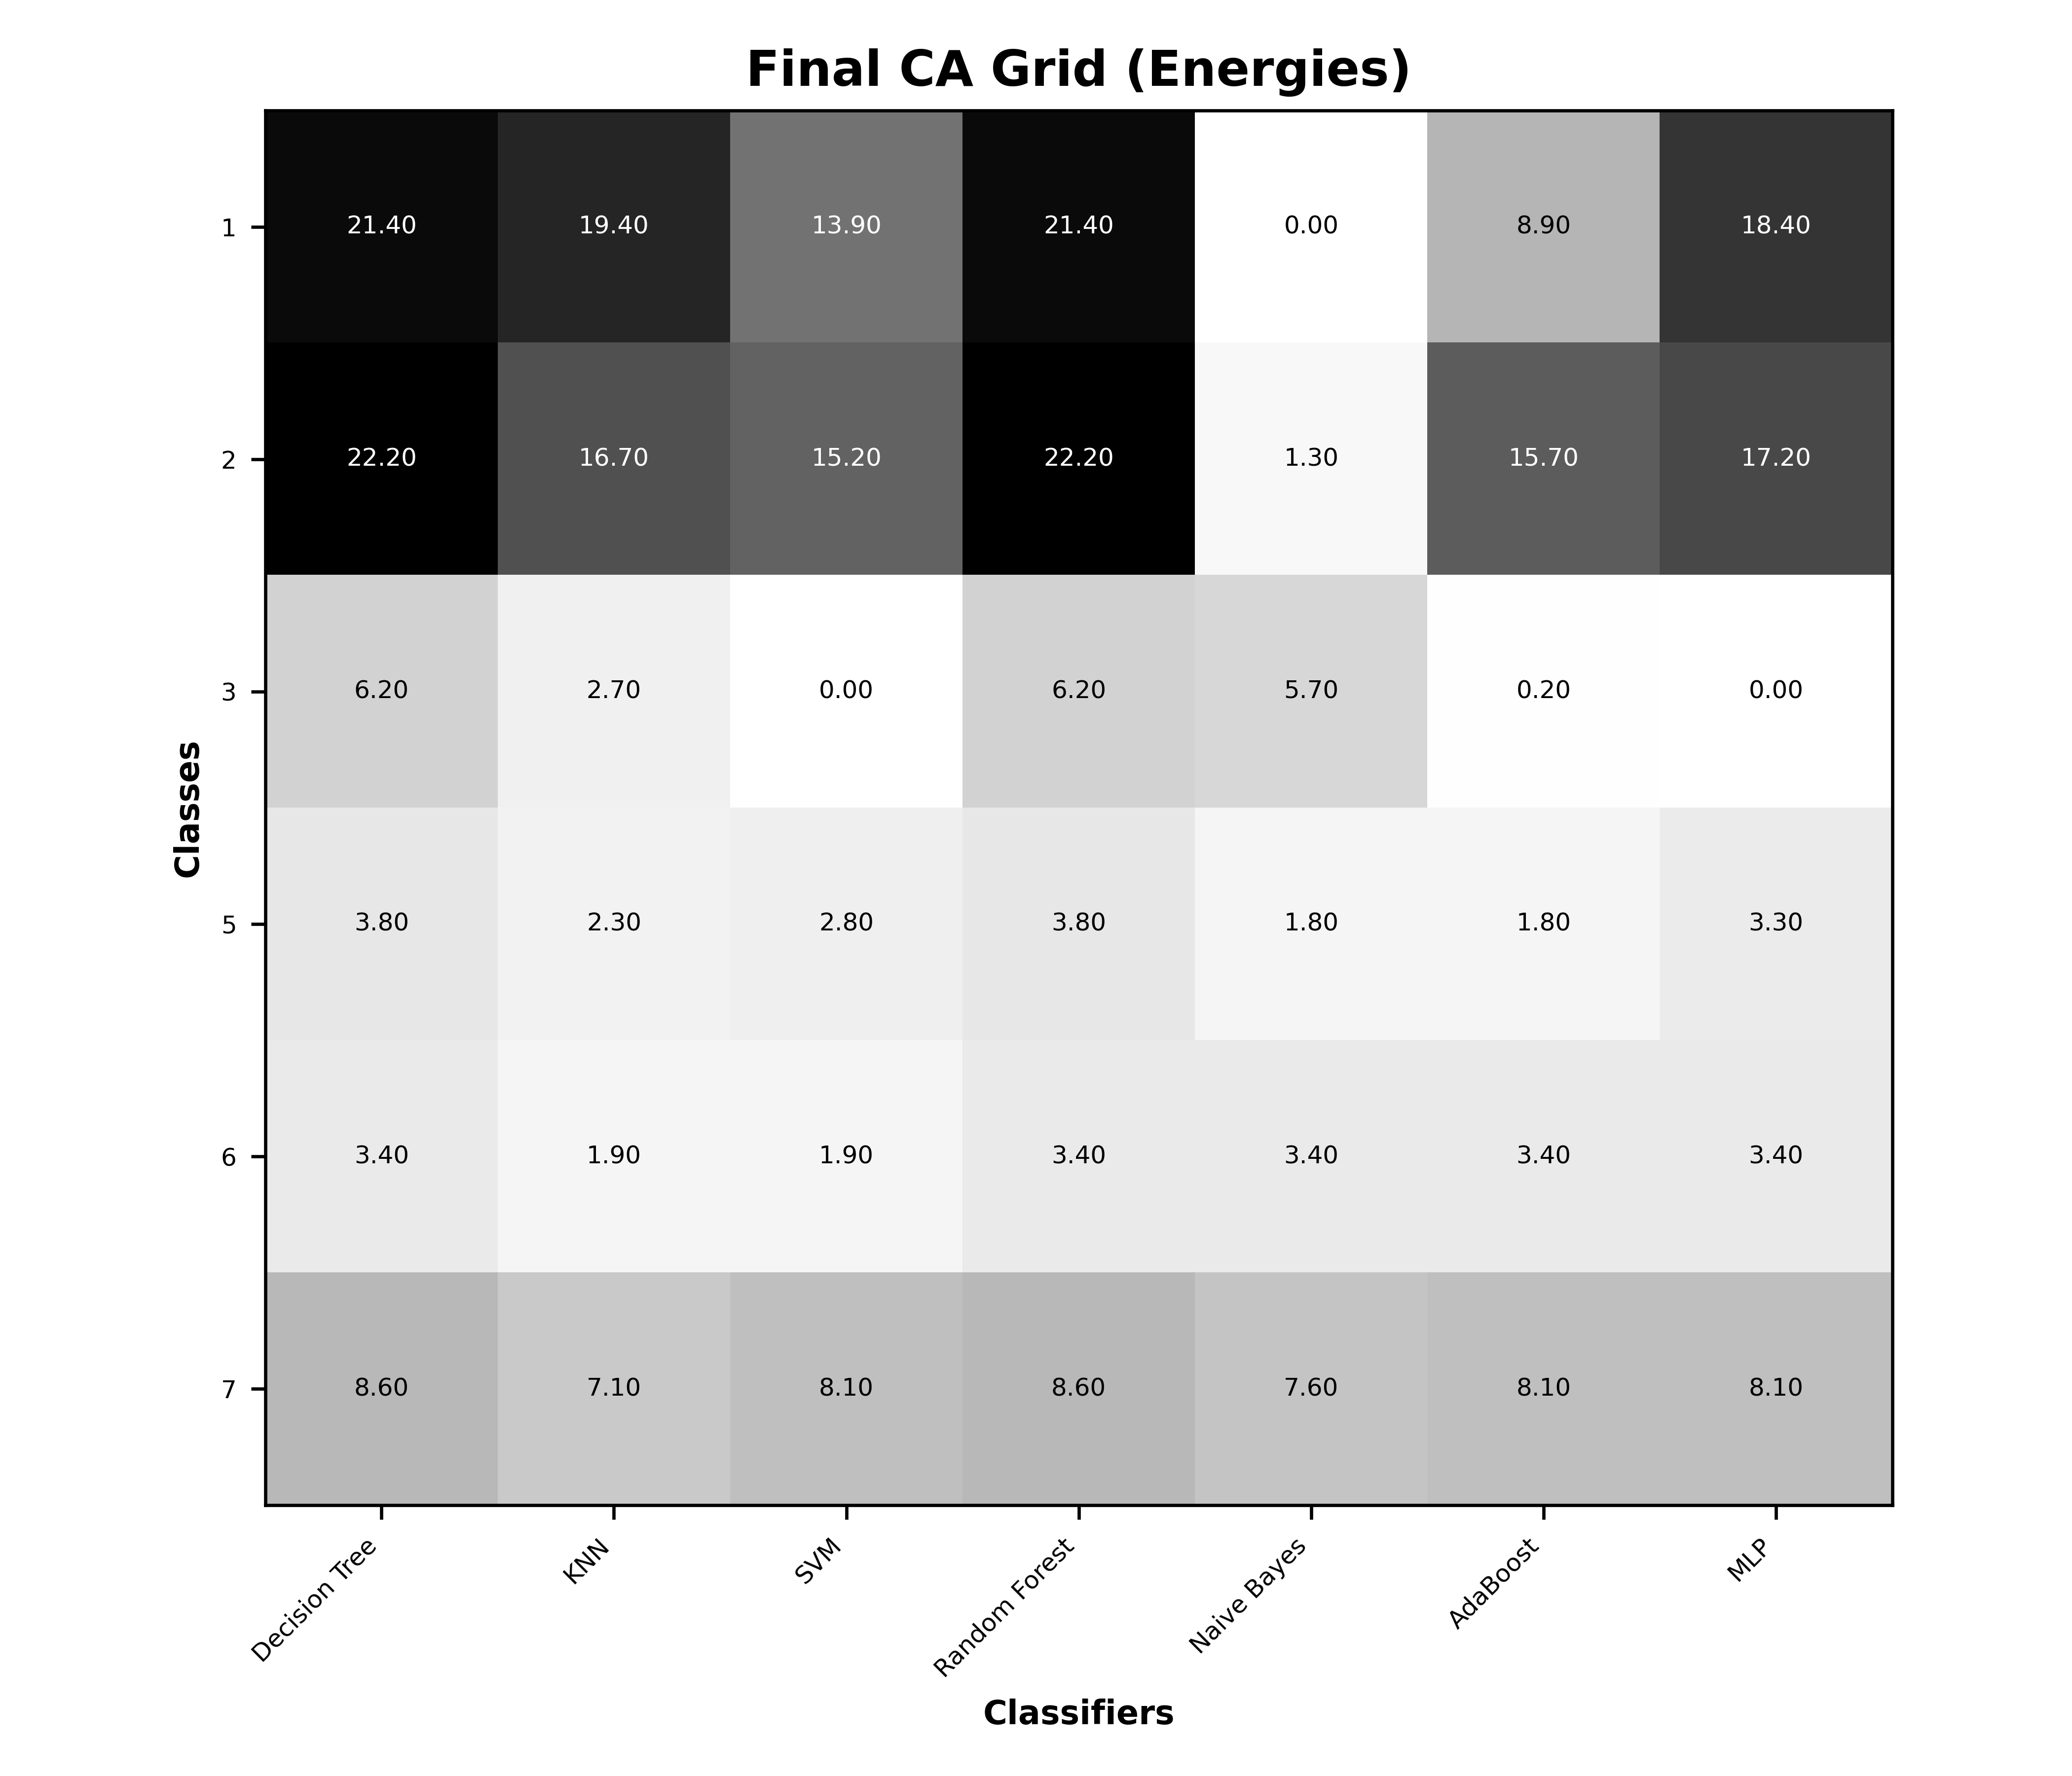 Final CA Grid (Energies)
1 21.40 19.40 13.90 21.40 0.00 8.90 18.40
2 22.20 16.70 15.20 22.20 1.30 15.70 17.20
3 6.20 2.70 0.00 6.20 5.70 0.20 0.00
Classes
5 3.80 2.30 2.80 3.80 1.80 1.80 3.30
6 3.40 1.90 1.90 3.40 3.40 3.40 3.40
7 8.60 7.10 8.10 8.60 7.60 8.10 8.10
Decision Tree KNN SVM Random Forest Naive Bayes AdaBoost MLP
Classifiers